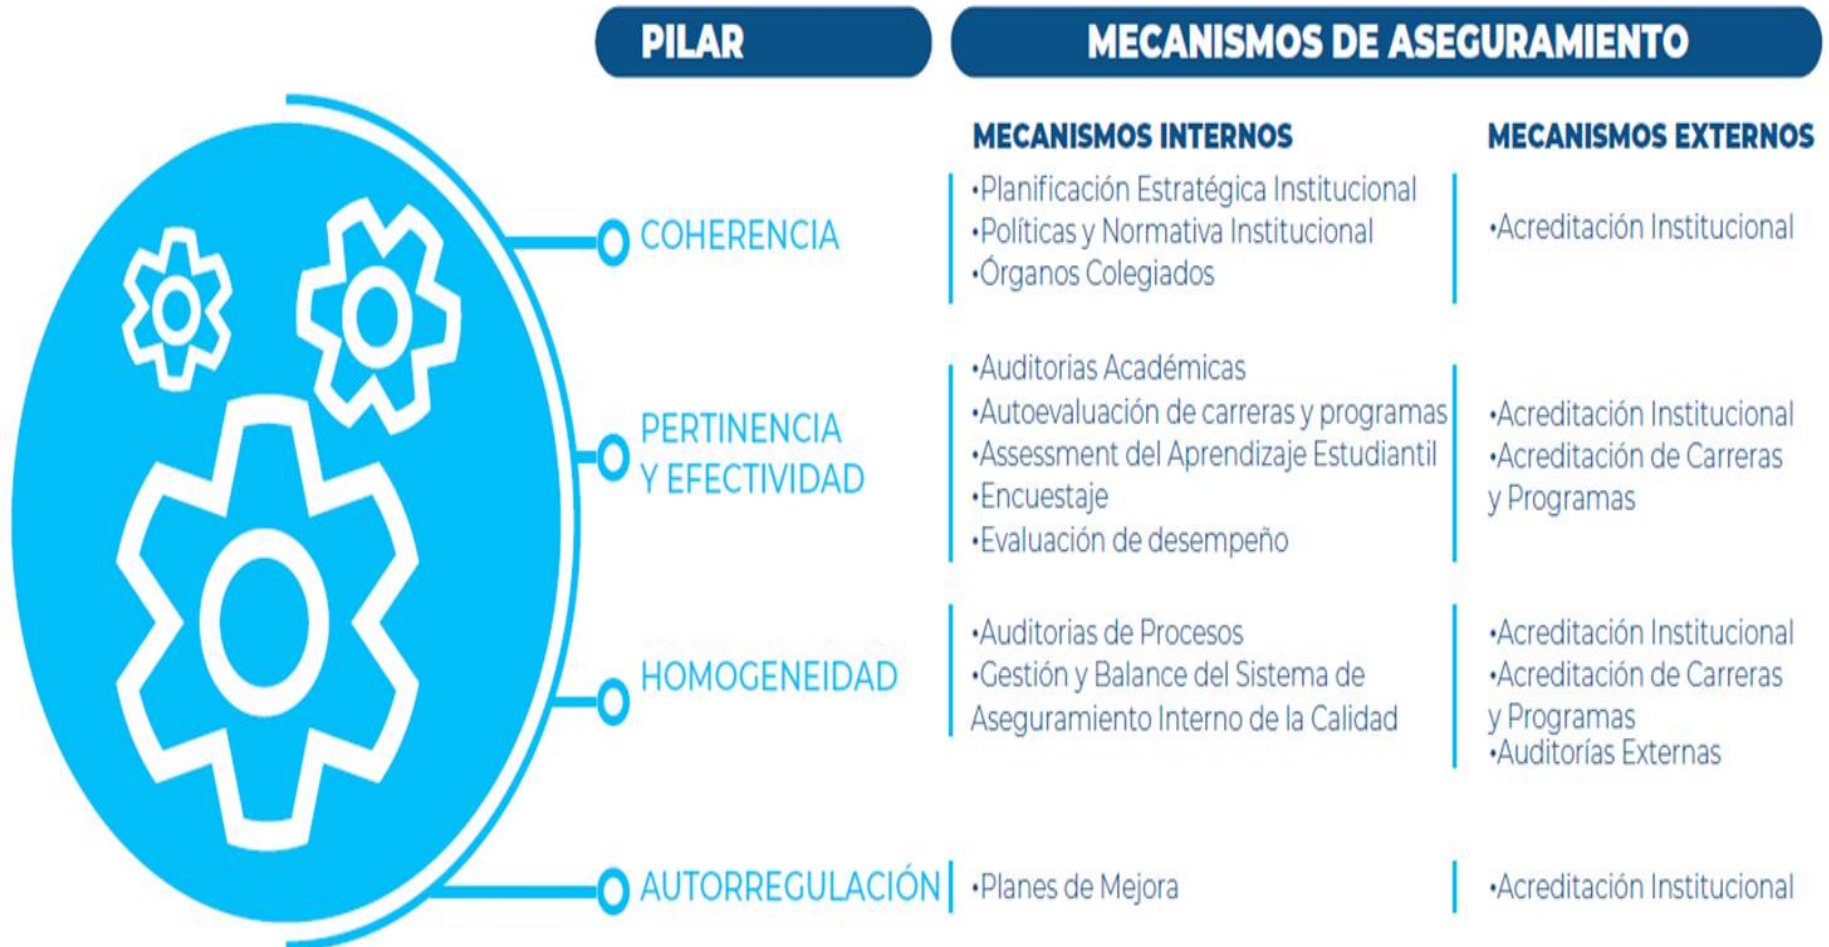 PILAR
MECANISMOS DE ASEGURAMIENTO
MECANISMOS INTERNOS
MECANISMOS EXTERNOS
COHERENCIA
•Planificación Estratégica Institucional
•Políticas y Normativa Institucional
•Órganos Colegiados
•Acreditación Institucional
PERTINENCIA
Y EFECTIVIDAD
•Auditorias Académicas
•Autoevaluación de carreras y programas
•Assessment del Aprendizaje Estudiantil
•Encuestaje
•Evaluación de desempeño
•Acreditación Institucional
•Acreditación de Carreras
y Programas
HOMOGENEIDAD
•Auditorias de Procesos
•Gestión y Balance del Sistema de
Aseguramiento Interno de la Calidad
•Acreditación Institucional
•Acreditación de Carreras
y Programas
•Auditorías Externas
AUTORREGULACIÓN
•Planes de Mejora
•Acreditación Institucional